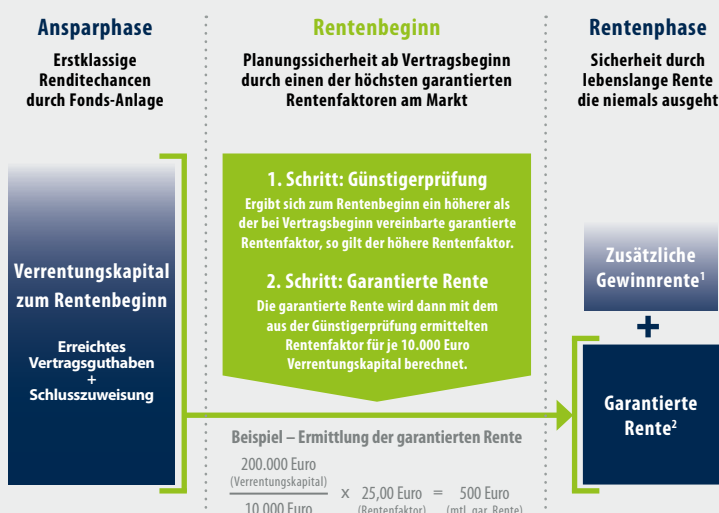 Ansparphase
Erstklassige
Renditechancen
durch Fonds-Anlage
Verrentungskapital
zum Rentenbeginn
Erreichtes
Vertragsguthaben
+
Schlusszuweisung
Rentenbeginn
Planungssicherheit ab Vertragsbeginn
durch einen der höchsten garantierten
Rentenfaktoren am Markt
1. Schritt: Günstigerprüfung
Ergibt sich zum Rentenbeginn ein höherer als
der bei Vertragsbeginn vereinbarte garantierte
Rentenfaktor, so gilt der höhere Rentenfaktor.
2. Schritt: Garantierte Rente
Die garantierte Rente wird dann mit dem
aus der Günstigerprüfung ermittelten
Rentenfaktor für je 10.000 Euro
Verrentungskapital berechnet.
Beispiel – Ermittlung der garantierten Rente
200.000 Euro
(Verrentungskapital)
10.000 Euro
x 25,00 Euro = 500 Euro
(Rentenfaktor) (mtl. gar. Rente)
Rentenphase
Sicherheit durch
lebenslange Rente
die niemals ausgeht
Zusätzliche
Gewinnrente¹
+
Garantierte
Rente²